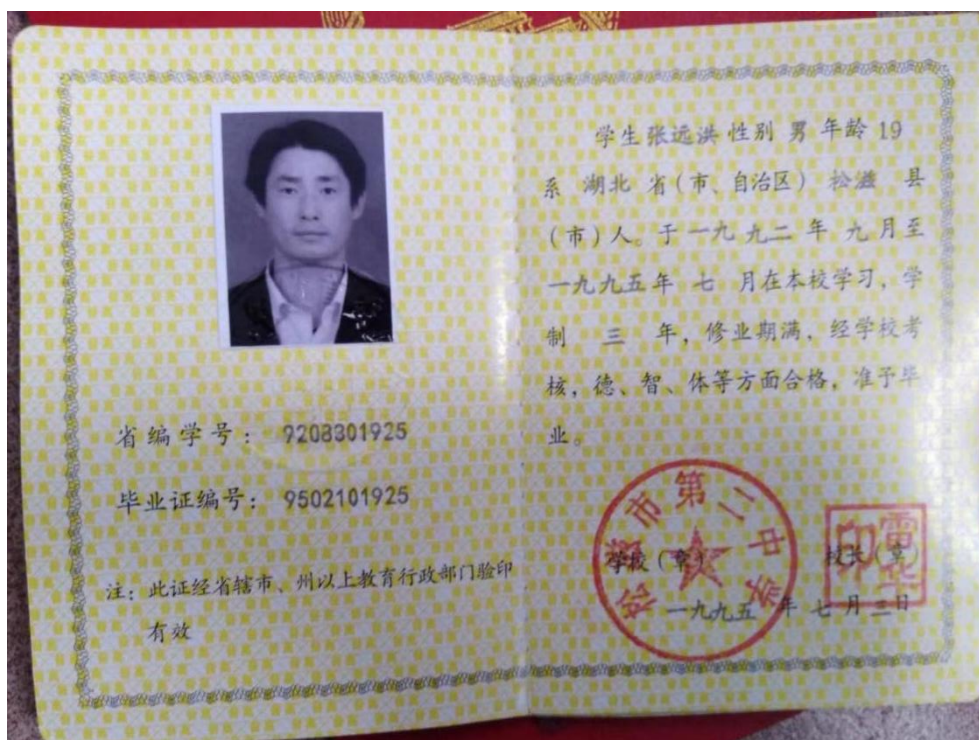 省编学号： 9208301925
毕业证编号： 9502101925
注：此证经省辖市、州以上教育行政部门验印
有效
学生张远洪性别 男 年龄 19
系 湖北 省（市、自治区） 松滋 县
（市）人。于一九九二 年 九月至
一九九五年 七 月在本校学习，学
制 三 年，修业期满，经学校考
核，德、智、体等方面合格，准予毕
业。
松滋市第二中学
学校（章）
校长（章）
一九九五 年 七月三日